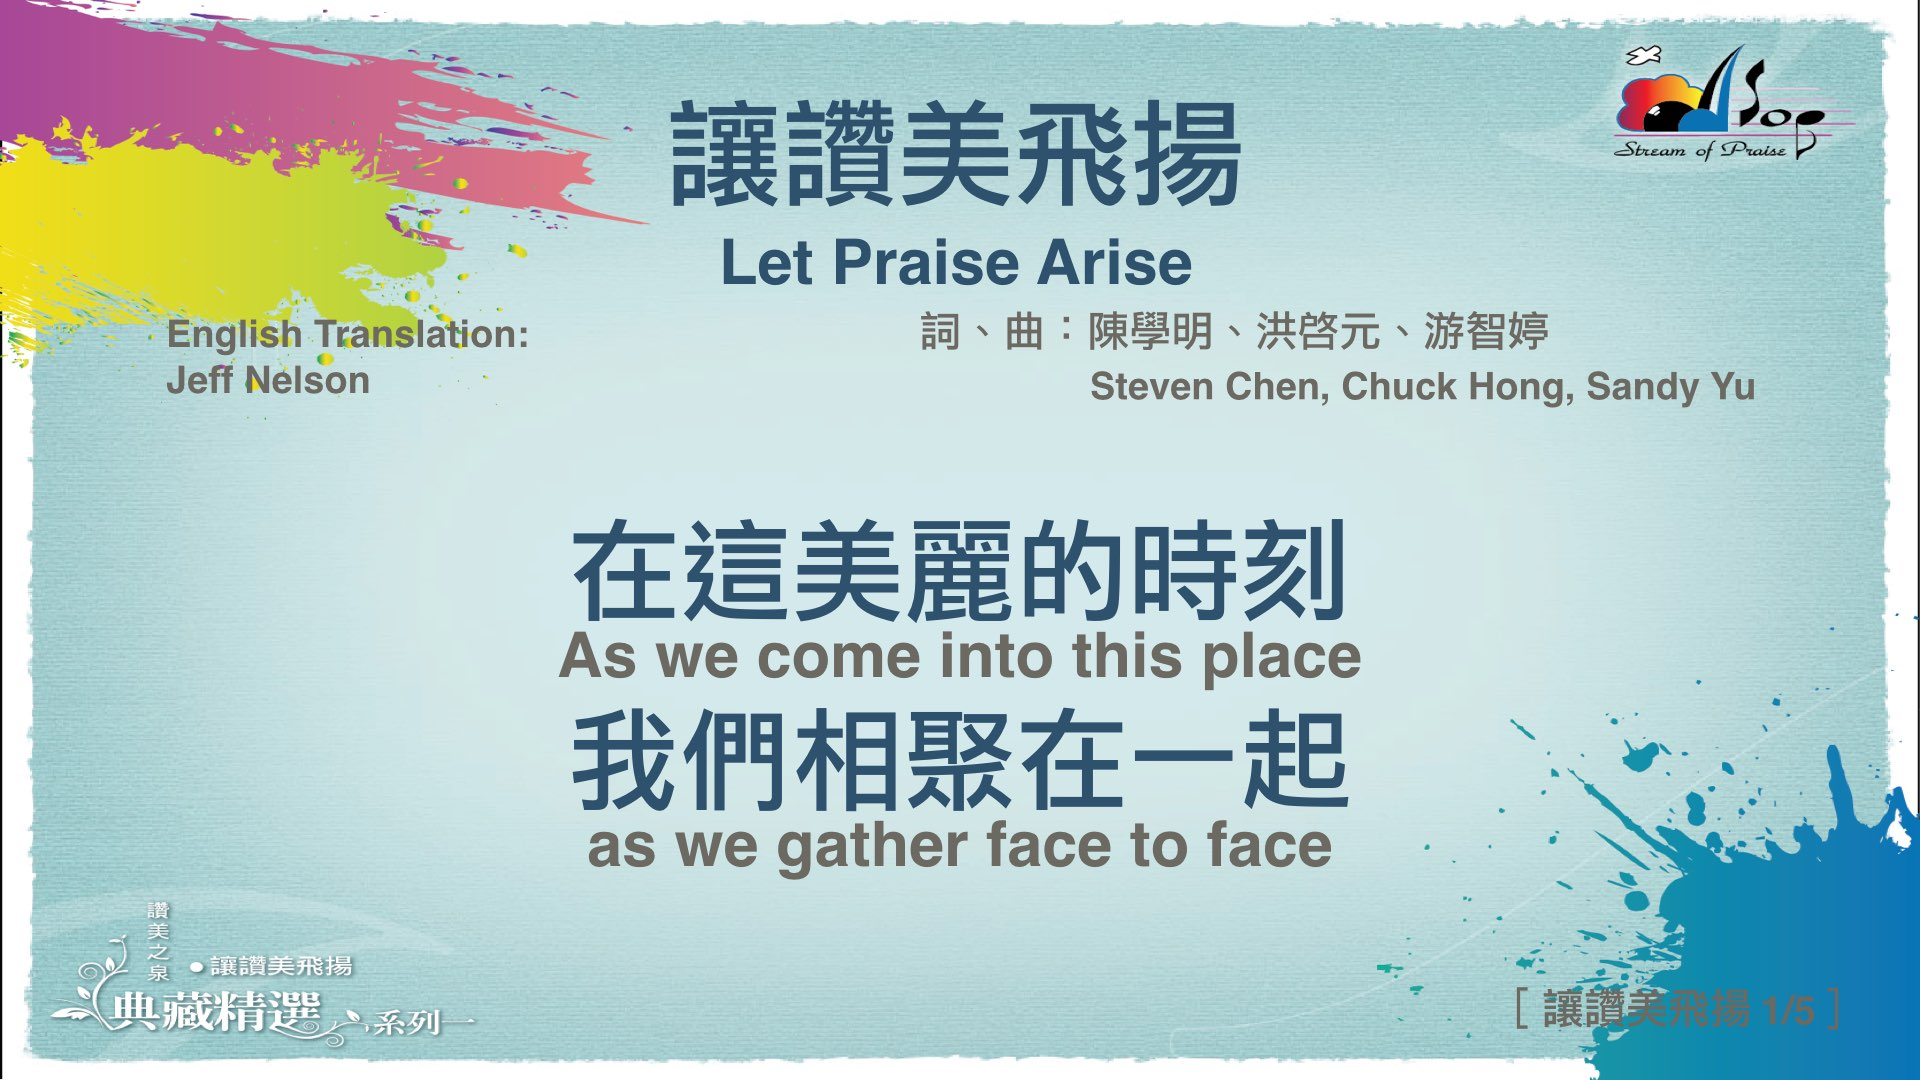 讓讚美飛揚
Let Praise Arise
SOP
Stream of Praise
English Translation:
Jeff Nelson
詞、曲：陳學明、洪啓元、游智婷
Steven Chen, Chuck Hong, Sandy Yu
在這美麗的時刻
As we come into this place
我們相聚在一起
as we gather face to face
讚美之泉
•讓讚美飛揚
典藏精選系列一
[ 讓讚美飛揚 1/5 ]